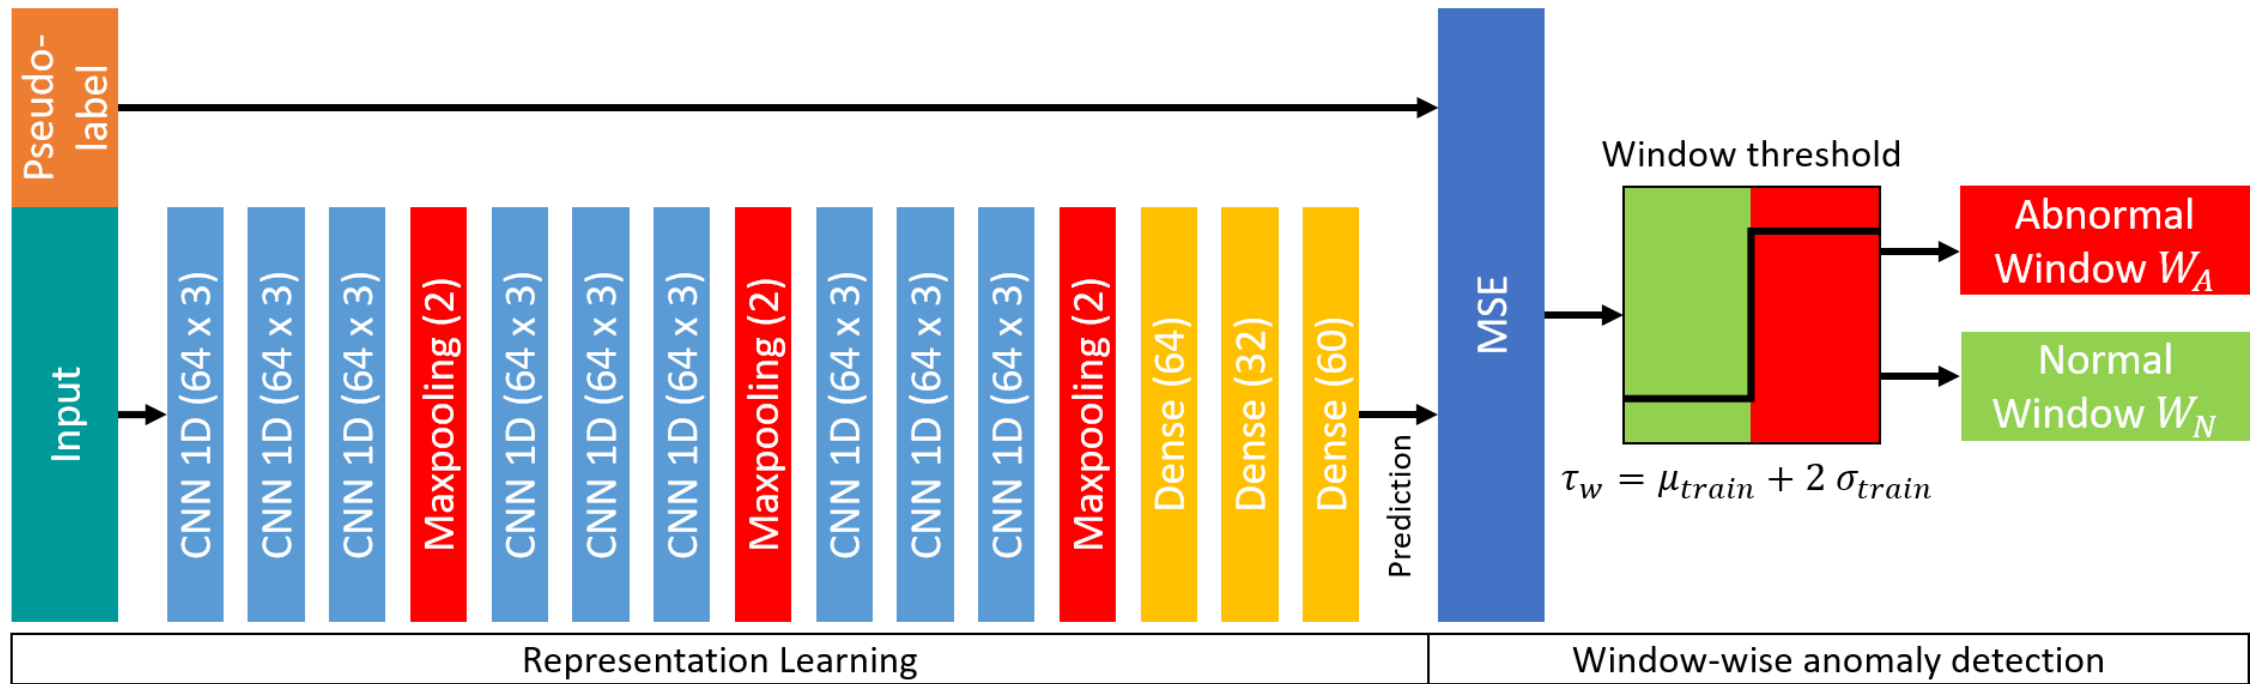 Pseudo-
label
Input
CNN 1D (64 x 3)
CNN 1D (64 x 3)
CNN 1D (64 x 3)
Maxpooling (2)
CNN 1D (64 x 3)
CNN 1D (64 x 3)
CNN 1D (64 x 3)
Maxpooling (2)
CNN 1D (64 x 3)
CNN 1D (64 x 3)
CNN 1D (64 x 3)
Maxpooling (2)
Dense (64)
Dense (32)
Dense (60)
Prediction
MSE
Window threshold
τ_w = μ_train + 2 σ_train
Abnormal
Window W_A
Normal
Window W_N
Representation Learning
Window-wise anomaly detection